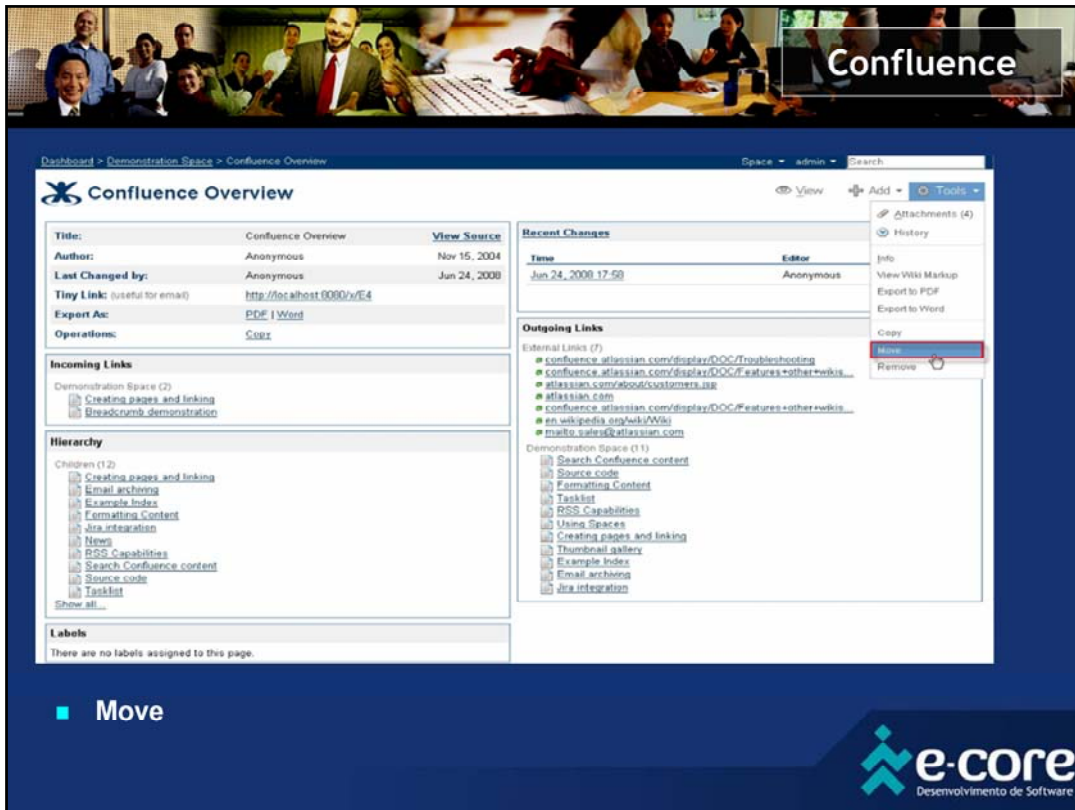 Confluence
Dashboard > Demonstration Space > Confluence Overview
Space admin Search
Confluence Overview
View Add Tools
Attachments (4)
History
Info
View Wiki Markup
Export to PDF
Export to Word
Copy
Move
Remove
Title: Confluence Overview View Source
Author: Anonymous Nov 15, 2004
Last Changed by: Anonymous Jun 24, 2008
Tiny Link: (useful for email) http://localhost:8080/x/E4
Export As: PDF | Word
Operations: Copy
Incoming Links
Demonstration Space (2)
Creating pages and linking
Breadcrumb demonstration
Hierarchy
Children (12)
Creating pages and linking
Email archiving
Example Index
Formatting Content
Jira integration
News
RSS Capabilities
Search Confluence content
Source code
Tasklist
Show all...
Labels
There are no labels assigned to this page.
Recent Changes
Time Editor
Jun 24, 2008 17:58 Anonymous
Outgoing Links
External Links (7)
confluence.atlassian.com/display/DOC/Troubleshooting
confluence.atlassian.com/display/DOC/Features+other+wikis...
atlassian.com/about/customers.jsp
atlassian.com
confluence.atlassian.com/display/DOC/Features+other+wikis...
en.wikipedia.org/wiki/Wiki
mailto:sales@atlassian.com
Demonstration Space (11)
Search Confluence content
Source code
Formatting Content
Tasklist
RSS Capabilities
Using Spaces
Creating pages and linking
Thumbnail gallery
Example Index
Email archiving
Jira integration
Move
e-core
Desenvolvimento de Software